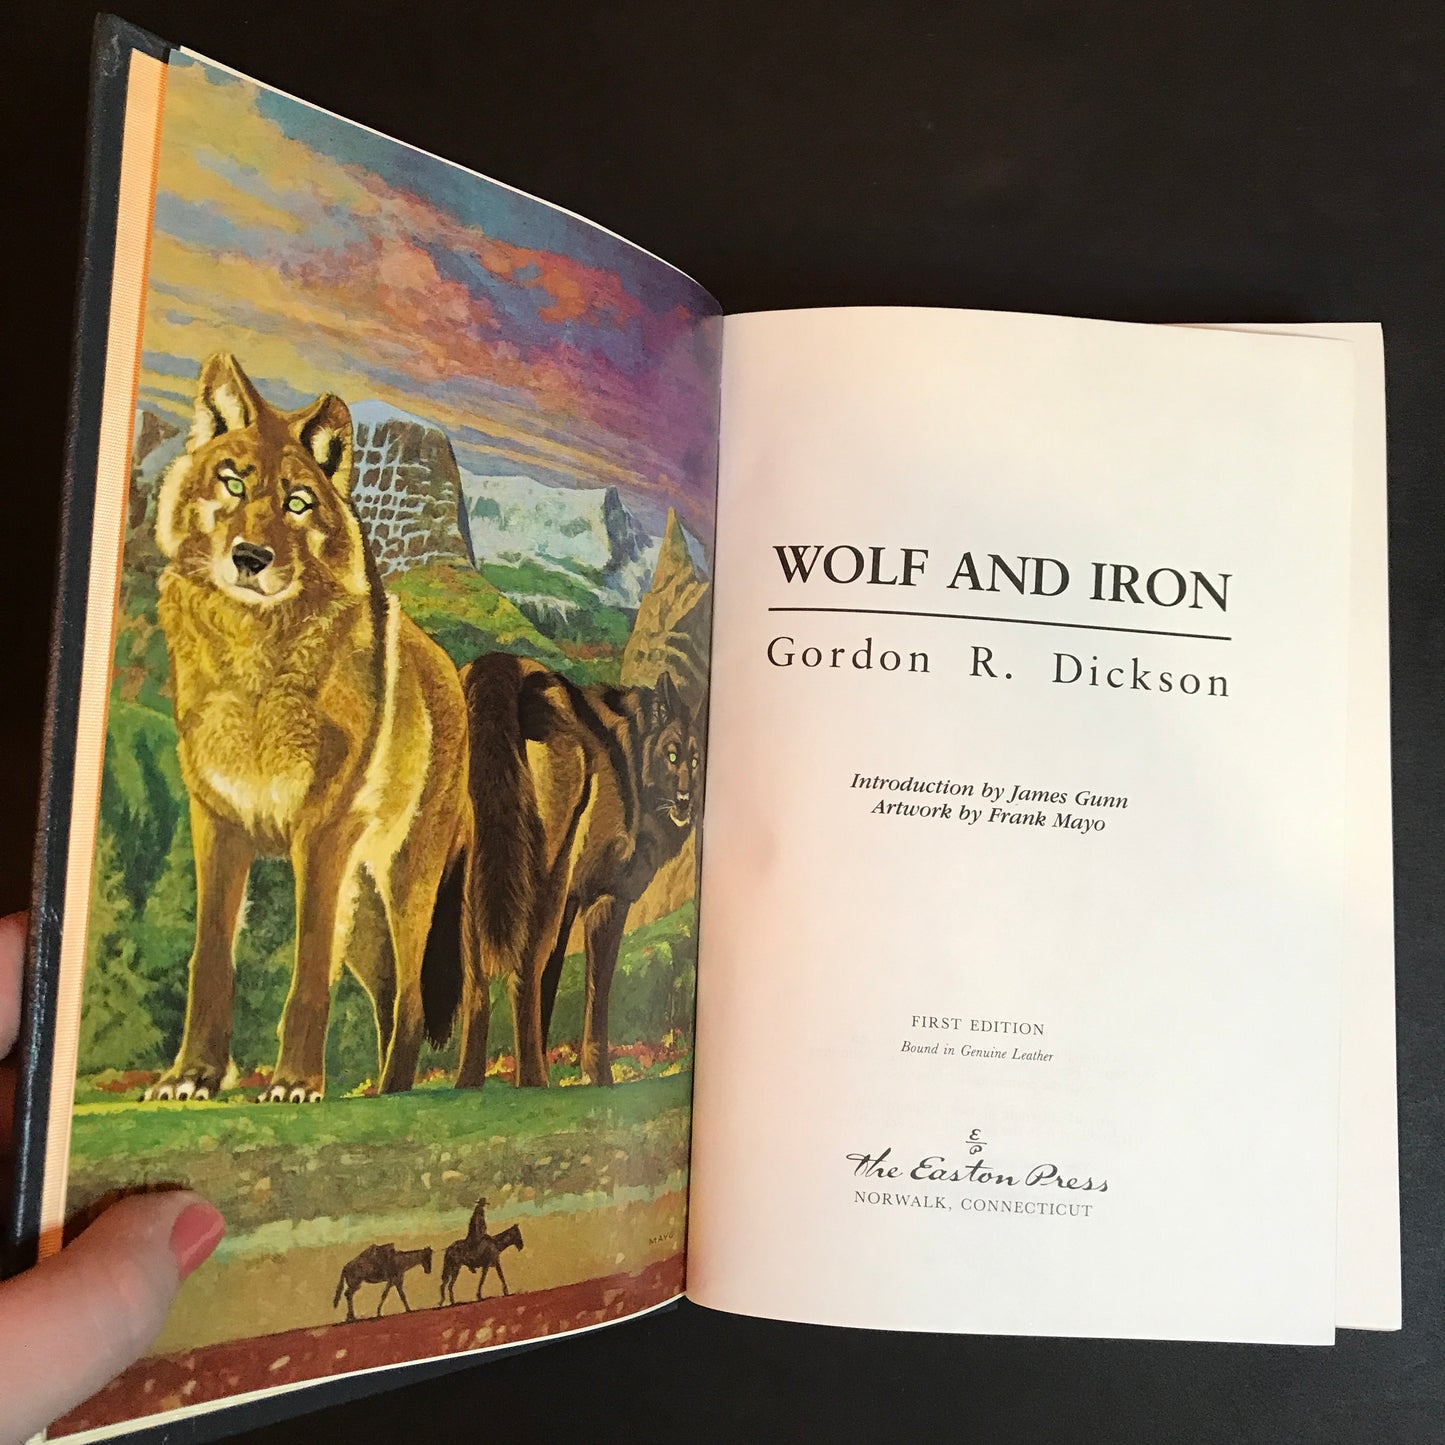 MAYO
WOLF AND IRON
Gordon R. Dickson
Introduction by James Gunn
Artwork by Frank Mayo
FIRST EDITION
Bound in Genuine Leather
E
P
The Easton Press
NORWALK, CONNECTICUT